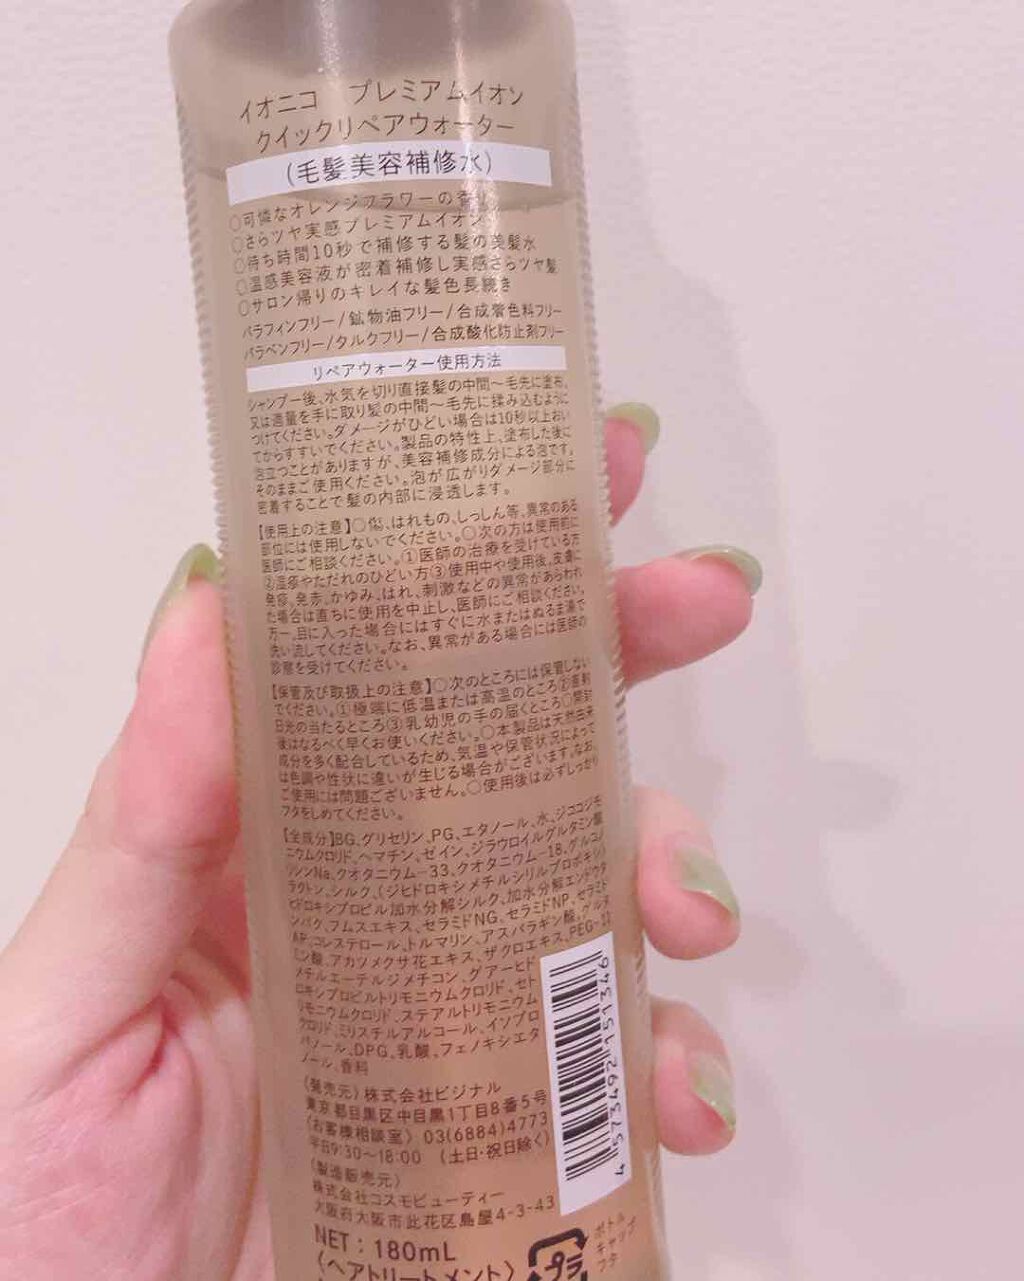 イオニコ プレミアムイオン
クイックリペアウォーター
(毛髪美容補修水)
○可憐なオレンジフラワーの香り
○さらツヤ実感プレミアムイオン
○待ち時間10秒で補修する髪の美髪水
○温感美容液が密着補修し実感さらツヤ髪
○サロン帰りのキレイな髪色長続き
パラフィンフリー/鉱物油フリー/合成着色料フリー
パラベンフリー/タルクフリー/合成酸化防止剤フリー
リペアウォーター使用方法
シャンプー後、水気を切り直接髪の中間〜毛先に塗布、
又は適量を手に取り髪の中間〜毛先に揉み込むように
つけてください。ダメージがひどい場合は10秒以上おい
てからすすいでください。製品の特性上、塗布した後に
泡立つことがありますが、美容補修成分による泡です。
そのままご使用ください。泡が広がりダメージ部分に
密着することで髪の内部に浸透します。
【使用上の注意】○傷、はれもの、しっしん等、異常のある
部位には使用しないでください。○次の方は使用前に
医師にご相談ください。①医師の治療を受けている方
②湿疹やただれのひどい方③使用中や使用後、皮膚に
発疹、発赤、かゆみ、はれ、刺激などの異常があらわれ
た場合は直ちに使用を中止し、医師にご相談ください。
万一、目に入った場合にはすぐに水またはぬるま湯で
洗い流してください。なお、異常がある場合には医師の
診察を受けてください。
【保管及び取扱上の注意】○次のところには保管しない
でください。①極端に低温または高温のところ②直射
日光の当たるところ③乳幼児の手の届くところ○開封
後はなるべく早くお使いください。○本製品は天然由来
成分を多く配合しているため、気温や保管状況によって
は色調や性状に違いが生じる場合がございます。なお、
ご使用には問題ございません。○使用後は必ずしっかり
フタをしめてください。
【全成分】BG、グリセリン、PG、エタノール、水、ジココジモ
ニウムクロリド、ヘマチン、ゼイン、ジラウロイルグルタミン酸
リシンNa、クオタニウム-33、クオタニウム-18、グルコノ
ラクトン、シルク、(ジヒドロキシメチルシリルプロポキシ)
ヒドロキシプロピル加水分解シルク、加水分解エンドウタ
ンパク、フムスエキス、セラミドNG、セラミドNP、セラミド
AP、コレステロール、トルマリン、アスパラギン酸、グルタ
ミン酸、アカツメクサ花エキス、ザクロエキス、PEG-11
メチルエーテルジメチコン、グアーヒド
ロキシプロピルトリモニウムクロリド、セト
リモニウムクロリド、ステアルトリモニウム
クロリド、ミリスチルアルコール、イソプロ
パノール、DPG、乳酸、フェノキシエタ
ノール、香料
4573492151346
(発売元)株式会社ビジナル
東京都目黒区中目黒1丁目8番5号
〈お客様相談室〉 03(6884)4773
平日9:30〜18:00 (土日・祝日除く)
(製造販売元)
株式会社コスモビューティー
大阪府大阪市此花区島屋4-3-43
NET：180mL
〈ヘアトリートメント〉
プラ
ボトル
キャップ
フタ